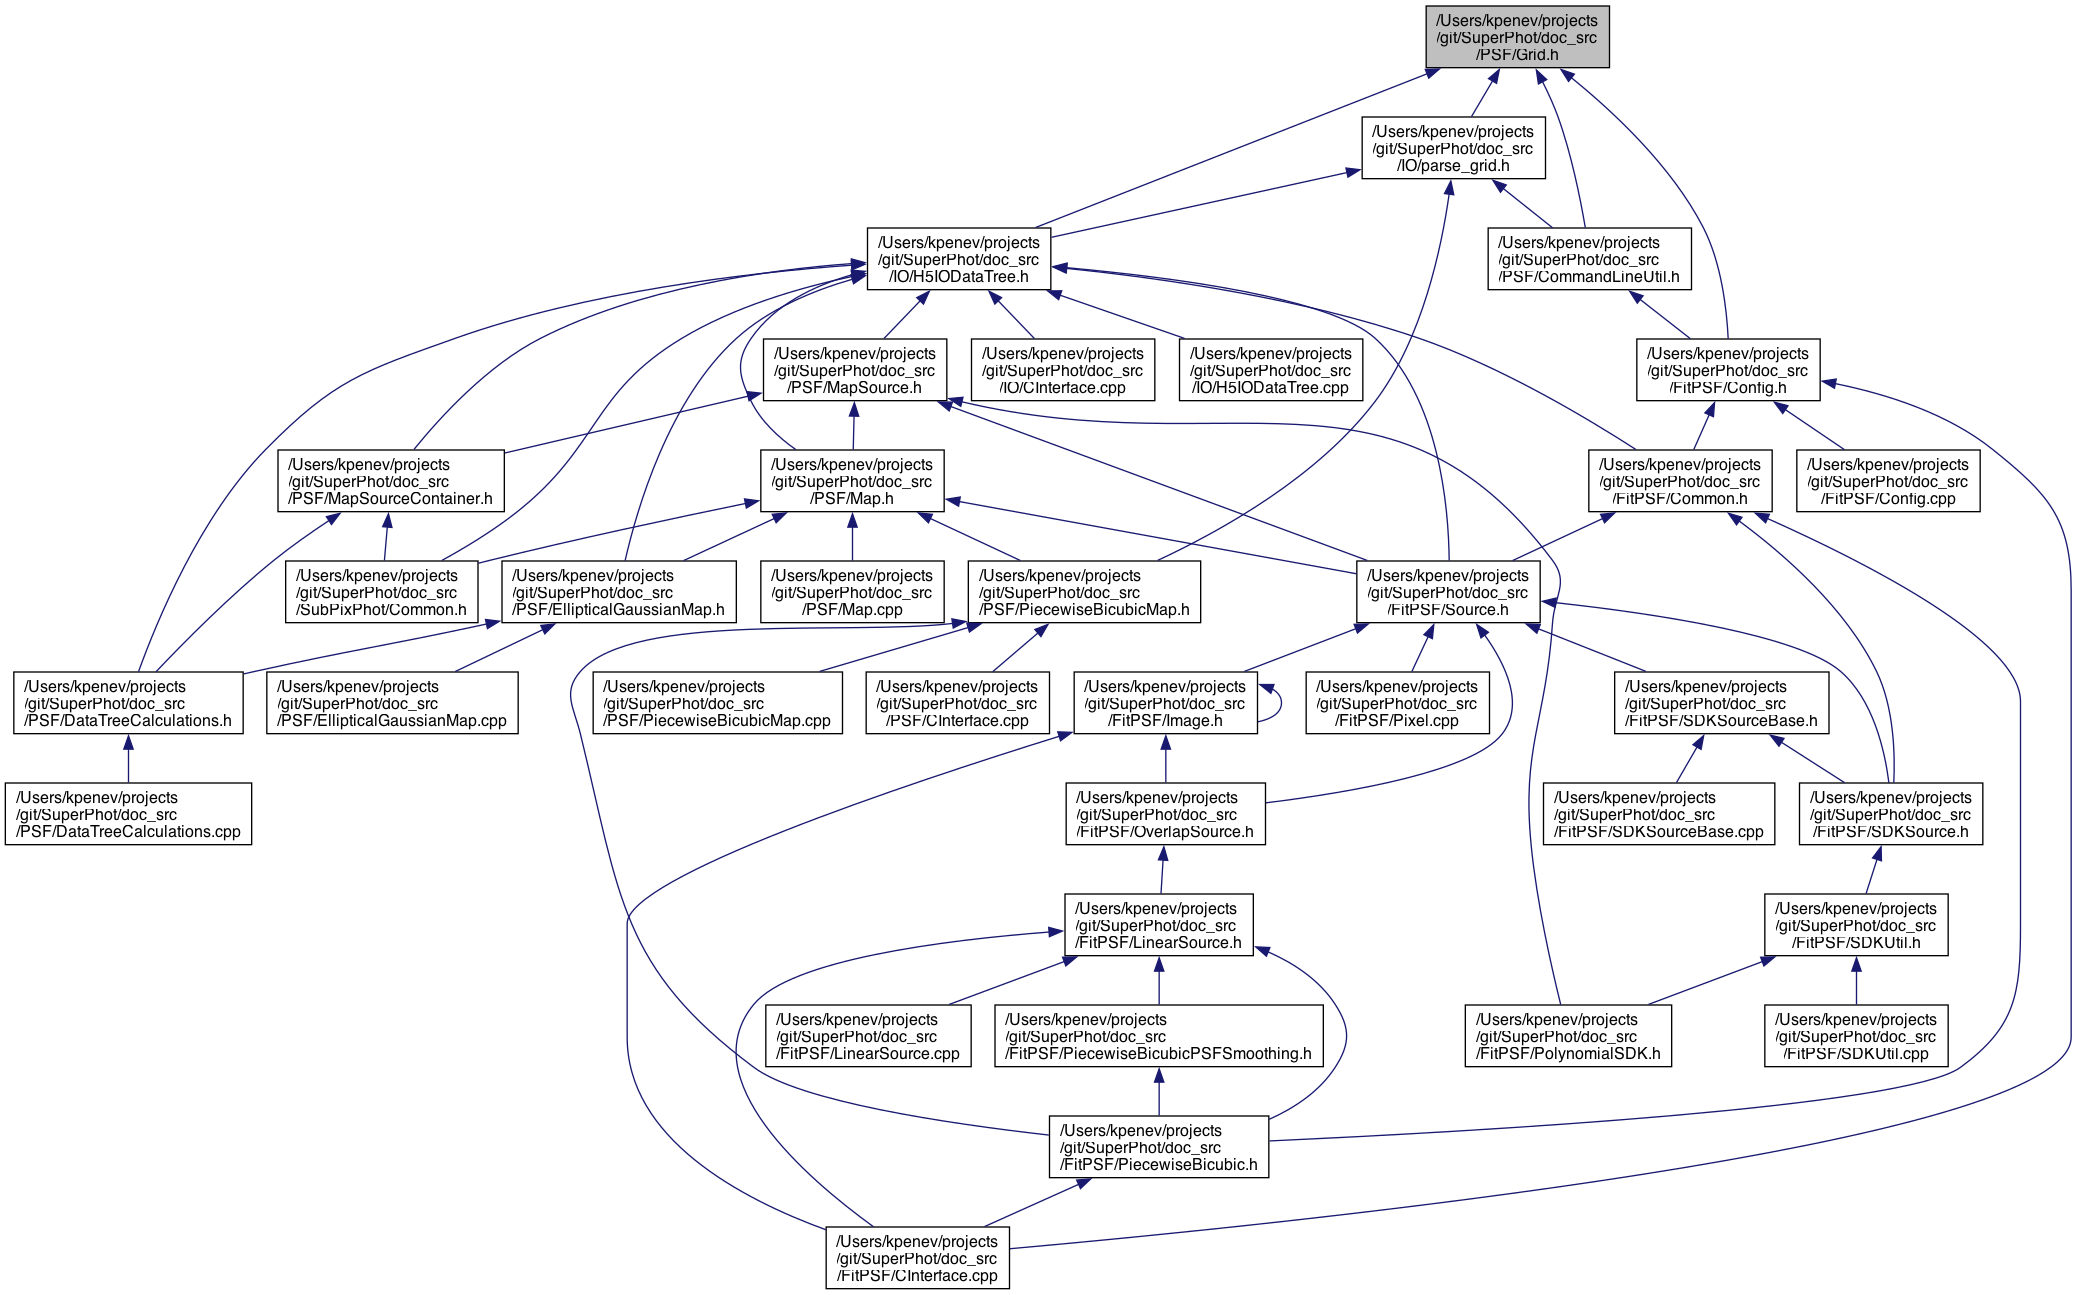 /Users/kpenev/projects
/git/SuperPhot/doc_src
/PSF/Grid.h
/Users/kpenev/projects
/git/SuperPhot/doc_src
/IO/parse_grid.h
/Users/kpenev/projects
/git/SuperPhot/doc_src
/IO/H5IODataTree.h
/Users/kpenev/projects
/git/SuperPhot/doc_src
/PSF/CommandLineUtil.h
/Users/kpenev/projects
/git/SuperPhot/doc_src
/PSF/MapSource.h
/Users/kpenev/projects
/git/SuperPhot/doc_src
/IO/CInterface.cpp
/Users/kpenev/projects
/git/SuperPhot/doc_src
/IO/H5IODataTree.cpp
/Users/kpenev/projects
/git/SuperPhot/doc_src
/FitPSF/Config.h
/Users/kpenev/projects
/git/SuperPhot/doc_src
/PSF/MapSourceContainer.h
/Users/kpenev/projects
/git/SuperPhot/doc_src
/PSF/Map.h
/Users/kpenev/projects
/git/SuperPhot/doc_src
/FitPSF/Common.h
/Users/kpenev/projects
/git/SuperPhot/doc_src
/FitPSF/Config.cpp
/Users/kpenev/projects
/git/SuperPhot/doc_src
/SubPixPhot/Common.h
/Users/kpenev/projects
/git/SuperPhot/doc_src
/PSF/EllipticalGaussianMap.h
/Users/kpenev/projects
/git/SuperPhot/doc_src
/PSF/Map.cpp
/Users/kpenev/projects
/git/SuperPhot/doc_src
/PSF/PiecewiseBicubicMap.h
/Users/kpenev/projects
/git/SuperPhot/doc_src
/FitPSF/Source.h
/Users/kpenev/projects
/git/SuperPhot/doc_src
/PSF/DataTreeCalculations.h
/Users/kpenev/projects
/git/SuperPhot/doc_src
/PSF/EllipticalGaussianMap.cpp
/Users/kpenev/projects
/git/SuperPhot/doc_src
/PSF/PiecewiseBicubicMap.cpp
/Users/kpenev/projects
/git/SuperPhot/doc_src
/PSF/CInterface.cpp
/Users/kpenev/projects
/git/SuperPhot/doc_src
/FitPSF/Image.h
/Users/kpenev/projects
/git/SuperPhot/doc_src
/FitPSF/Pixel.cpp
/Users/kpenev/projects
/git/SuperPhot/doc_src
/FitPSF/SDKSourceBase.h
/Users/kpenev/projects
/git/SuperPhot/doc_src
/PSF/DataTreeCalculations.cpp
/Users/kpenev/projects
/git/SuperPhot/doc_src
/FitPSF/OverlapSource.h
/Users/kpenev/projects
/git/SuperPhot/doc_src
/FitPSF/SDKSourceBase.cpp
/Users/kpenev/projects
/git/SuperPhot/doc_src
/FitPSF/SDKSource.h
/Users/kpenev/projects
/git/SuperPhot/doc_src
/FitPSF/LinearSource.h
/Users/kpenev/projects
/git/SuperPhot/doc_src
/FitPSF/SDKUtil.h
/Users/kpenev/projects
/git/SuperPhot/doc_src
/FitPSF/LinearSource.cpp
/Users/kpenev/projects
/git/SuperPhot/doc_src
/FitPSF/PiecewiseBicubicPSFSmoothing.h
/Users/kpenev/projects
/git/SuperPhot/doc_src
/FitPSF/PolynomialSDK.h
/Users/kpenev/projects
/git/SuperPhot/doc_src
/FitPSF/SDKUtil.cpp
/Users/kpenev/projects
/git/SuperPhot/doc_src
/FitPSF/PiecewiseBicubic.h
/Users/kpenev/projects
/git/SuperPhot/doc_src
/FitPSF/CInterface.cpp